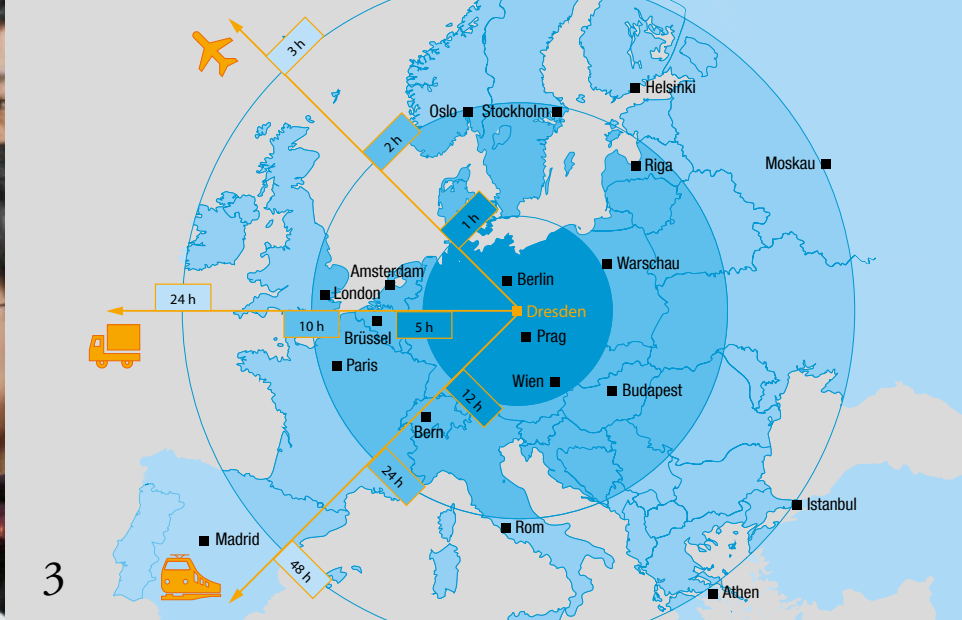 3 h
Helsinki
Oslo
Stockholm
2 h
Riga
Moskau
1 h
Warschau
Amsterdam
Berlin
London
24 h
Dresden
10 h
5 h
Brüssel
Prag
Paris
Wien
Budapest
12 h
Bern
24 h
Istanbul
Rom
Madrid
48 h
3
Athen